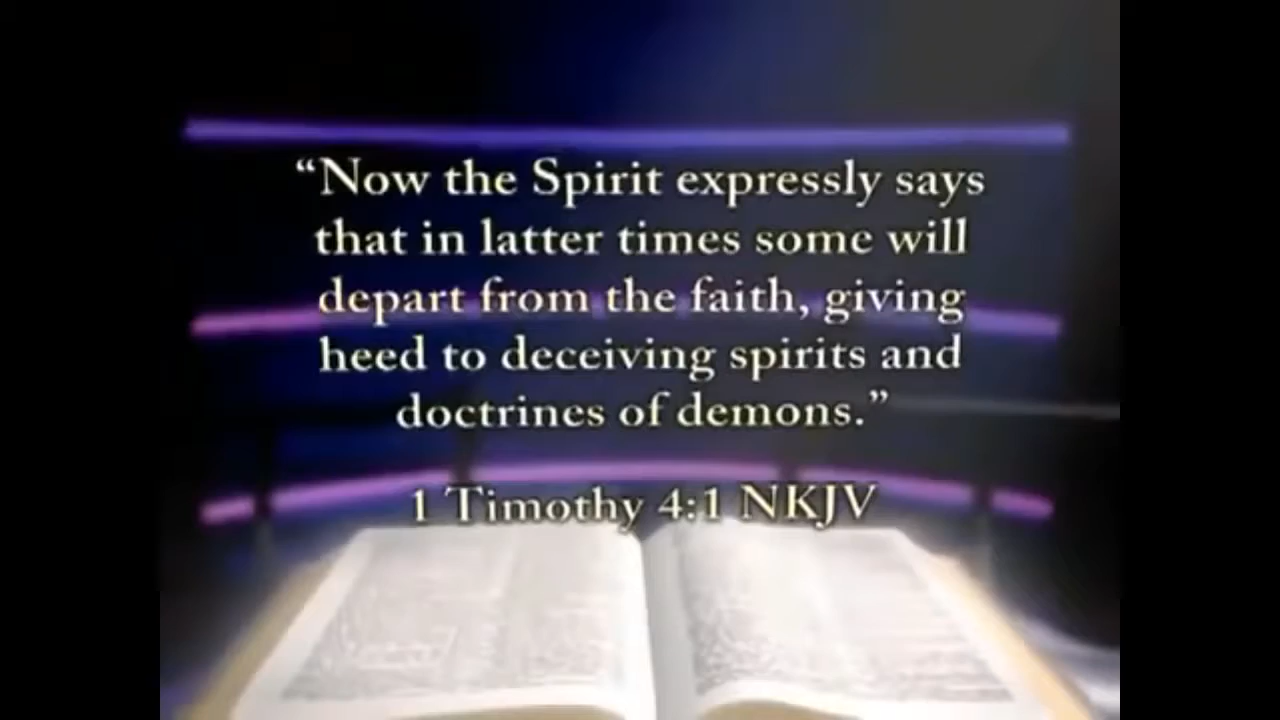 “Now the Spirit expressly says
that in latter times some will
depart from the faith, giving
heed to deceiving spirits and
doctrines of demons.”
1 Timothy 4:1 NKJV